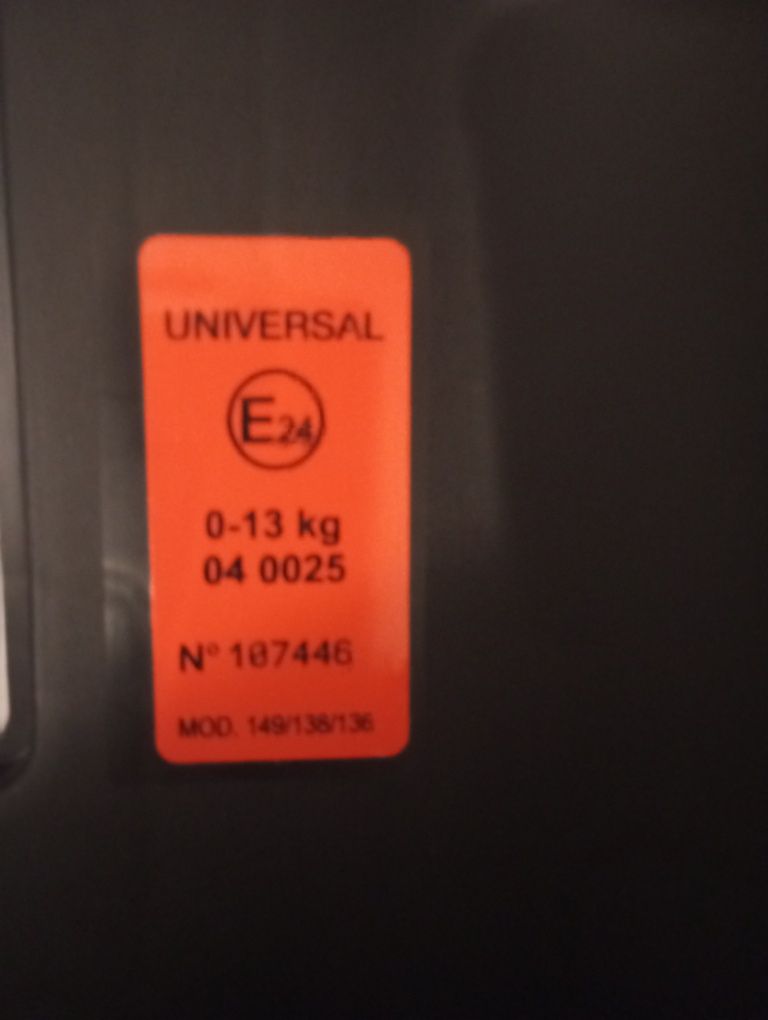 UNIVERSAL
E24
0-13 kg
04 0025
N° 107446
MOD. 149/138/136